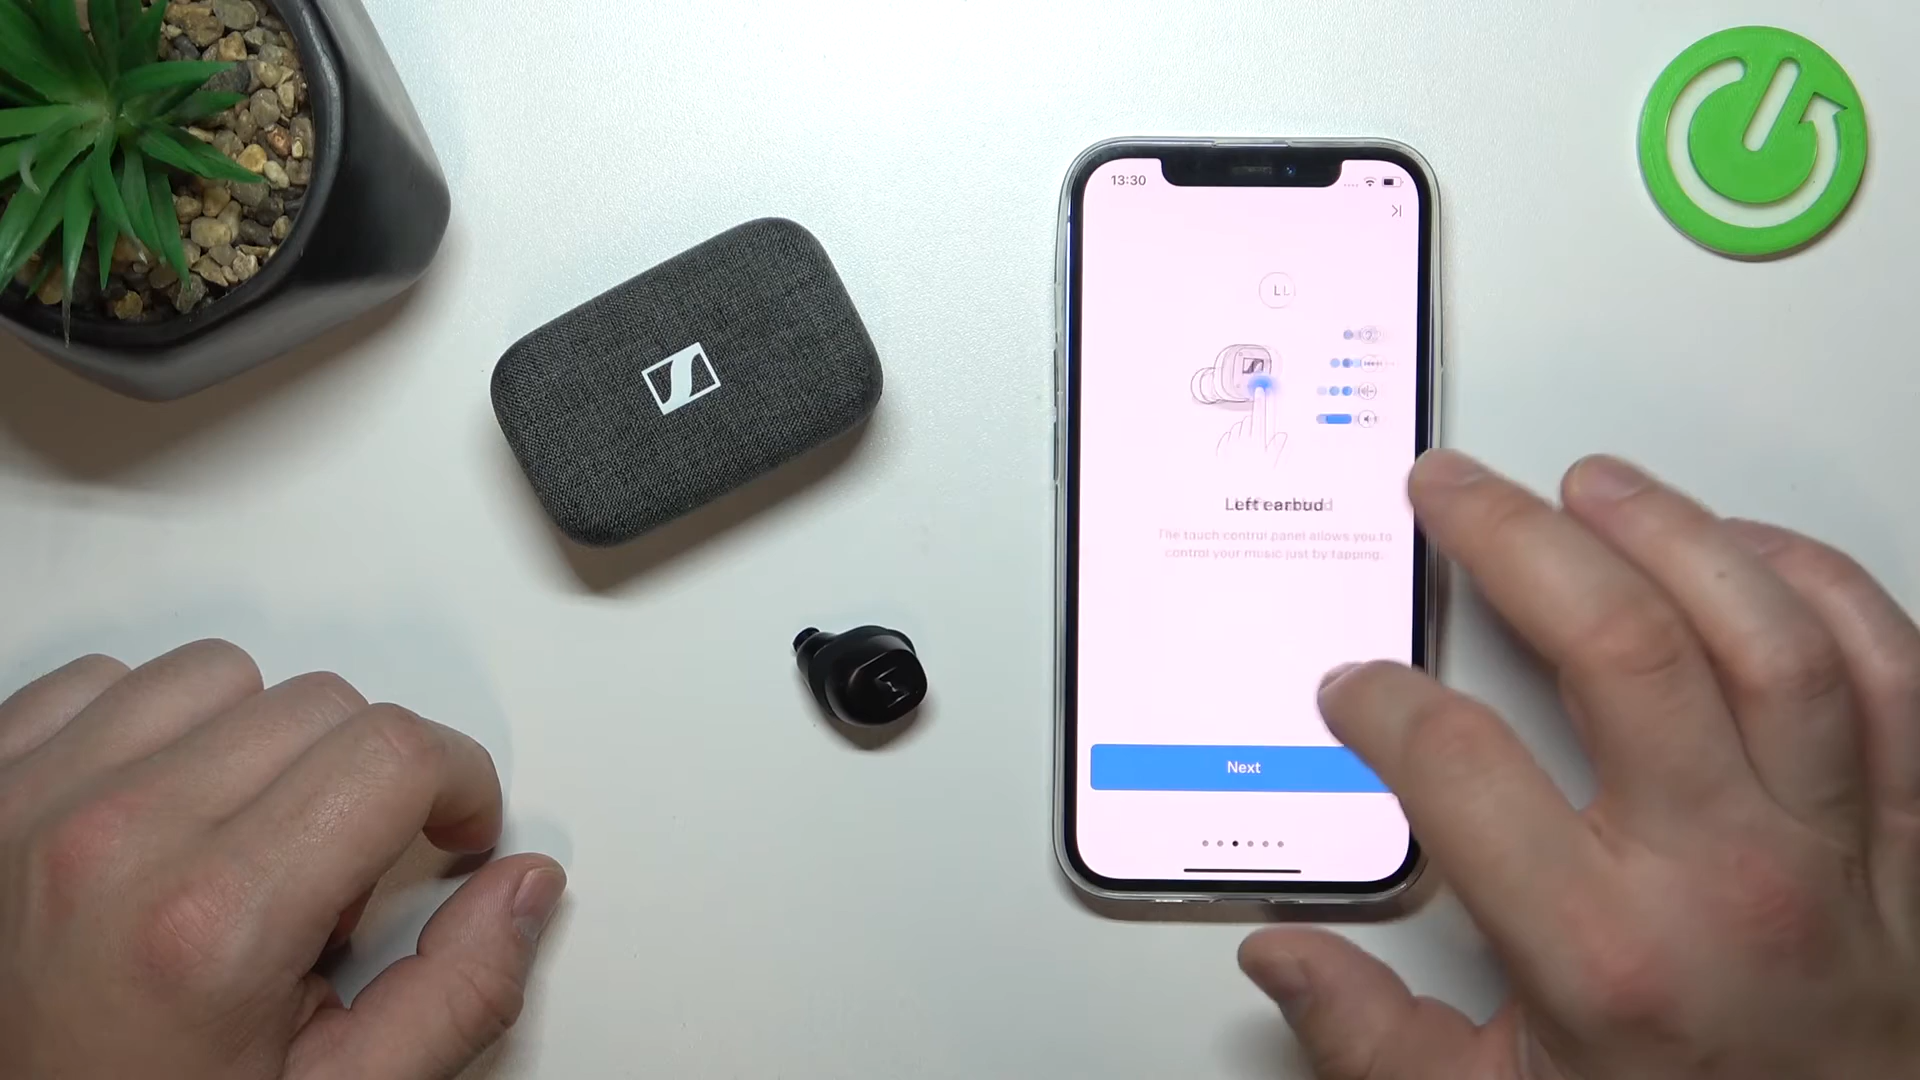 13:30
L
Left earbud
The touch control panel allows you to
control your music just by tapping.
Next